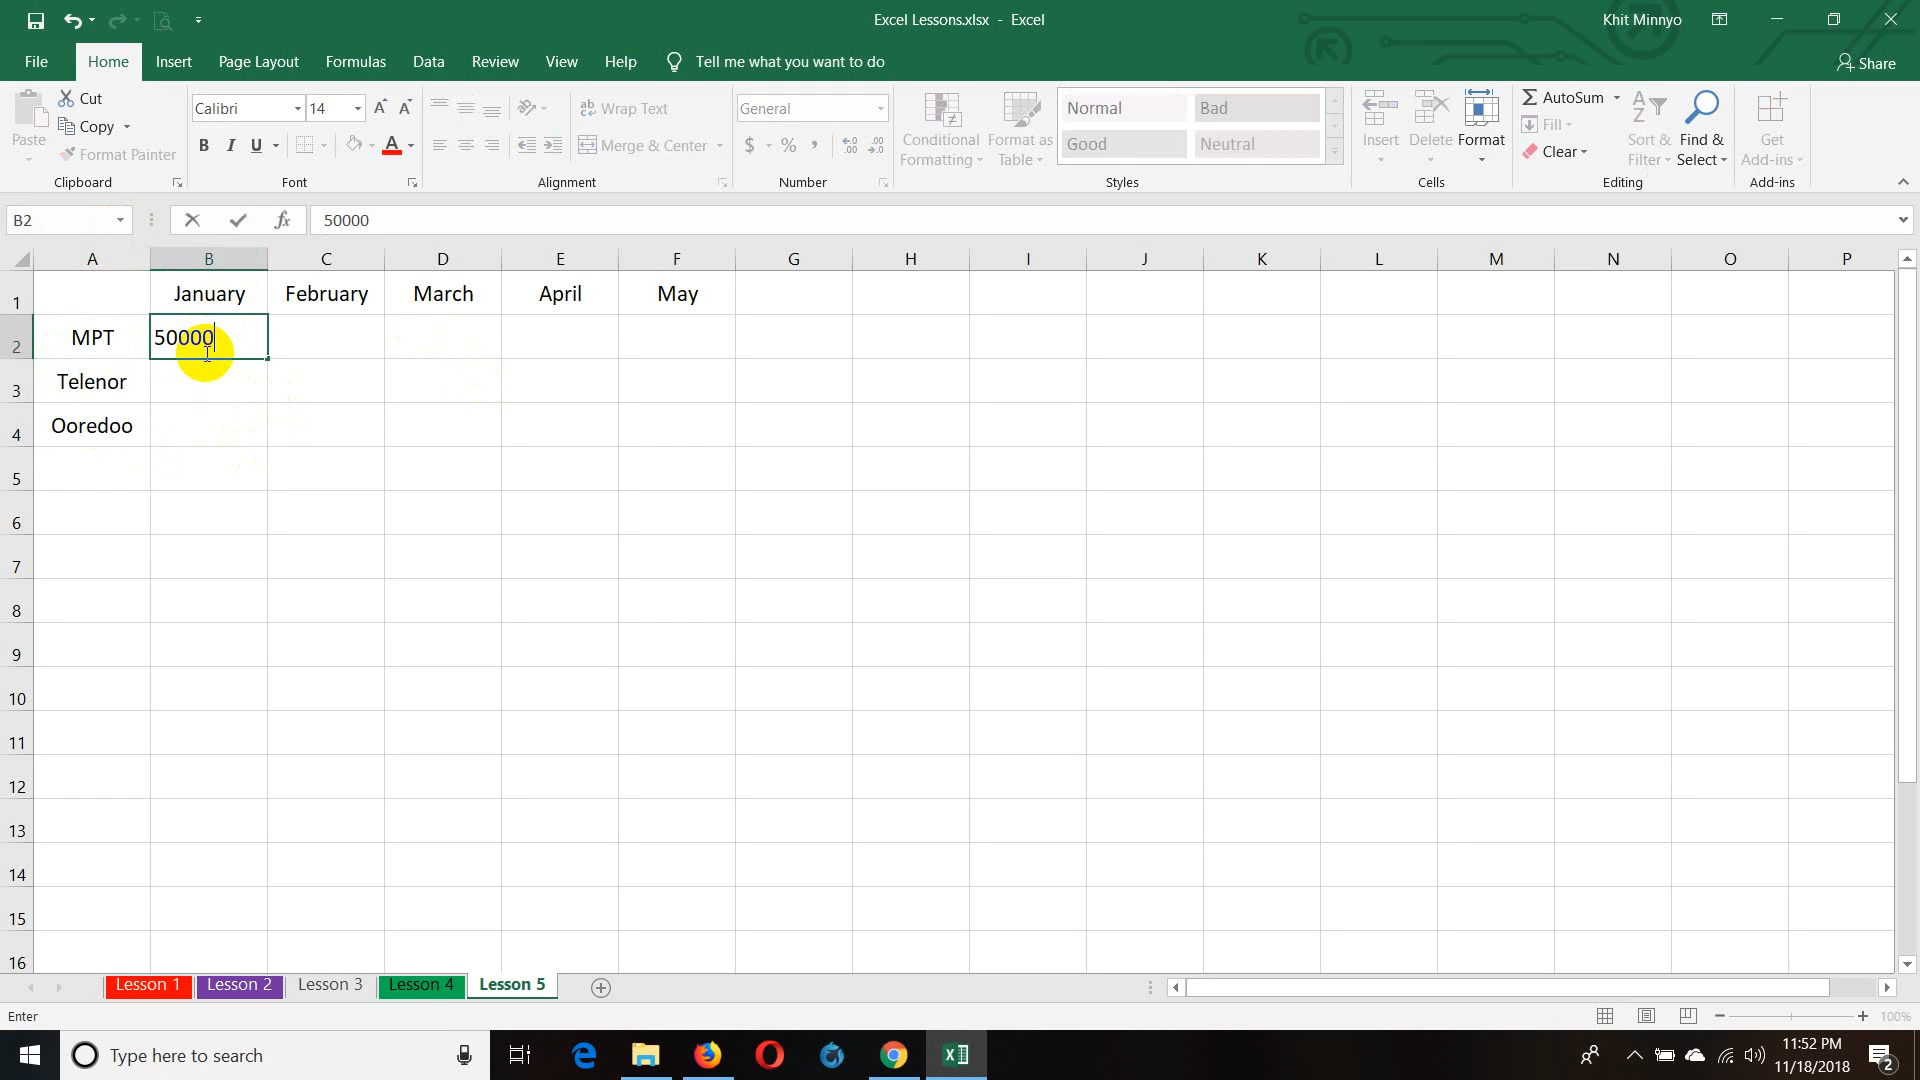 Excel Lessons.xlsx - Excel
Khit Minnyo
File Home Insert Page Layout Formulas Data Review View Help Tell me what you want to do Share
Paste
Cut
Copy
Format Painter
Clipboard
Calibri 14
B I U A
Font
Wrap Text
Merge & Center
Alignment
General
$ % ,
Number
Conditional Formatting
Format as Table
Normal Bad
Good Neutral
Styles
Insert Delete Format
Cells
AutoSum
Fill
Clear
Sort & Filter
Find & Select
Editing
Get Add-ins
Add-ins
B2 fx 50000
A B C D E F G H I J K L M N O P
1 January February March April May
2 MPT 50000
3 Telenor
4 Ooredoo
5
6
7
8
9
10
11
12
13
14
15
16
Lesson 1 Lesson 2 Lesson 3 Lesson 4 Lesson 5
Enter 100%
Type here to search
11:52 PM
11/18/2018
2